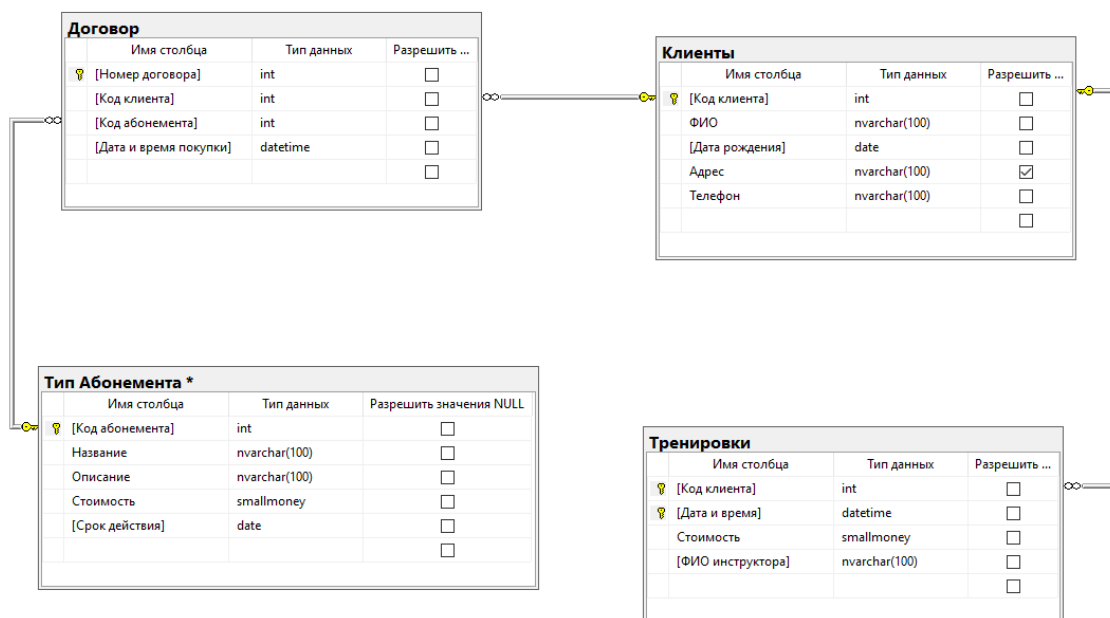 Договор
Имя столбца Тип данных Разрешить ...
[Номер договора] int
[Код клиента] int
[Код абонемента] int
[Дата и время покупки] datetime
Клиенты
Имя столбца Тип данных Разрешить ...
[Код клиента] int
ФИО nvarchar(100)
[Дата рождения] date
Адрес nvarchar(100)
Телефон nvarchar(100)
Тип Абонемента *
Имя столбца Тип данных Разрешить значения NULL
[Код абонемента] int
Название nvarchar(100)
Описание nvarchar(100)
Стоимость smallmoney
[Срок действия] date
Тренировки
Имя столбца Тип данных Разрешить ...
[Код клиента] int
[Дата и время] datetime
Стоимость smallmoney
[ФИО инструктора] nvarchar(100)